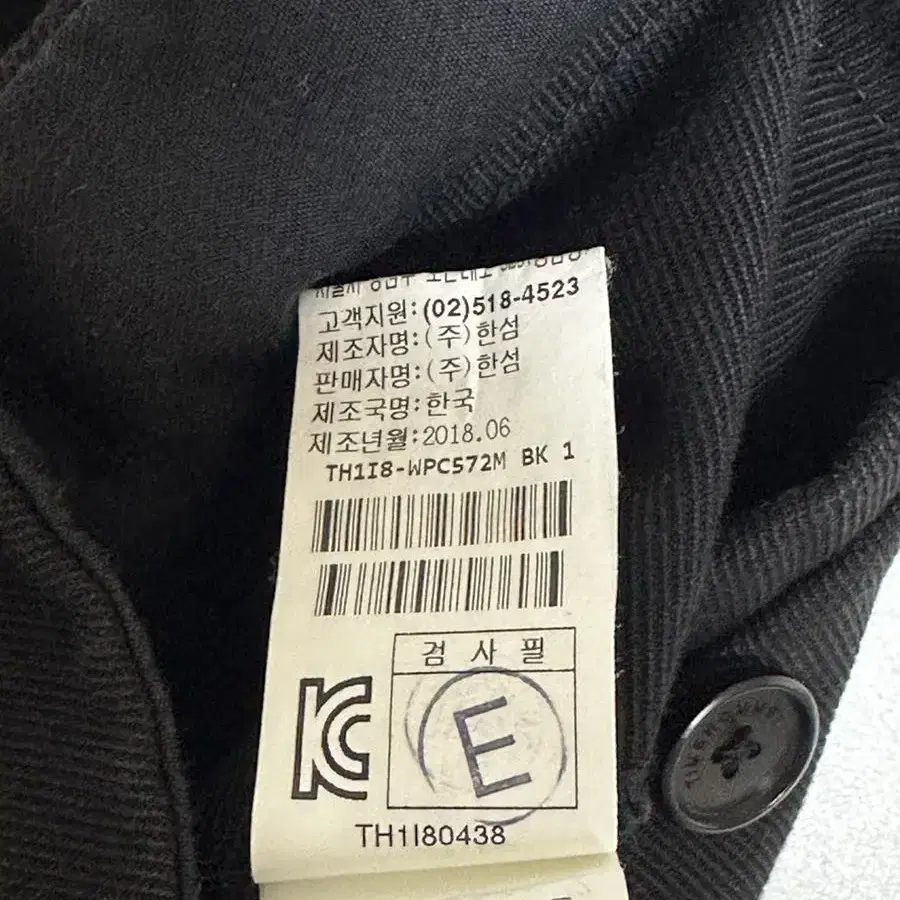 고객지원:(02)518-4523
제조자명:(주)한섬
판매자명:(주)한섬
제조국명:한국
제조년월:2018.06
TH1I8-WPC572M BK 1
검 사 필
E
KC
TH1I80438